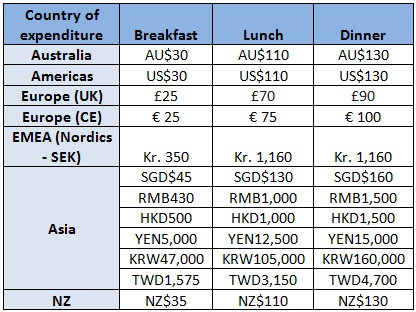 Country of expenditure Breakfast Lunch Dinner
Australia AU$30 AU$110 AU$130
Americas US$30 US$110 US$130
Europe (UK) £25 £70 £90
Europe (CE) € 25 € 75 € 100
EMEA (Nordics - SEK) Kr. 350 Kr. 1,160 Kr. 1,160
Asia SGD$45 SGD$130 SGD$160
RMB430 RMB1,000 RMB1,500
HKD500 HKD1,000 HKD1,500
YEN5,000 YEN12,500 YEN15,000
KRW47,000 KRW105,000 KRW160,000
TWD1,575 TWD3,150 TWD4,700
NZ NZ$35 NZ$110 NZ$130